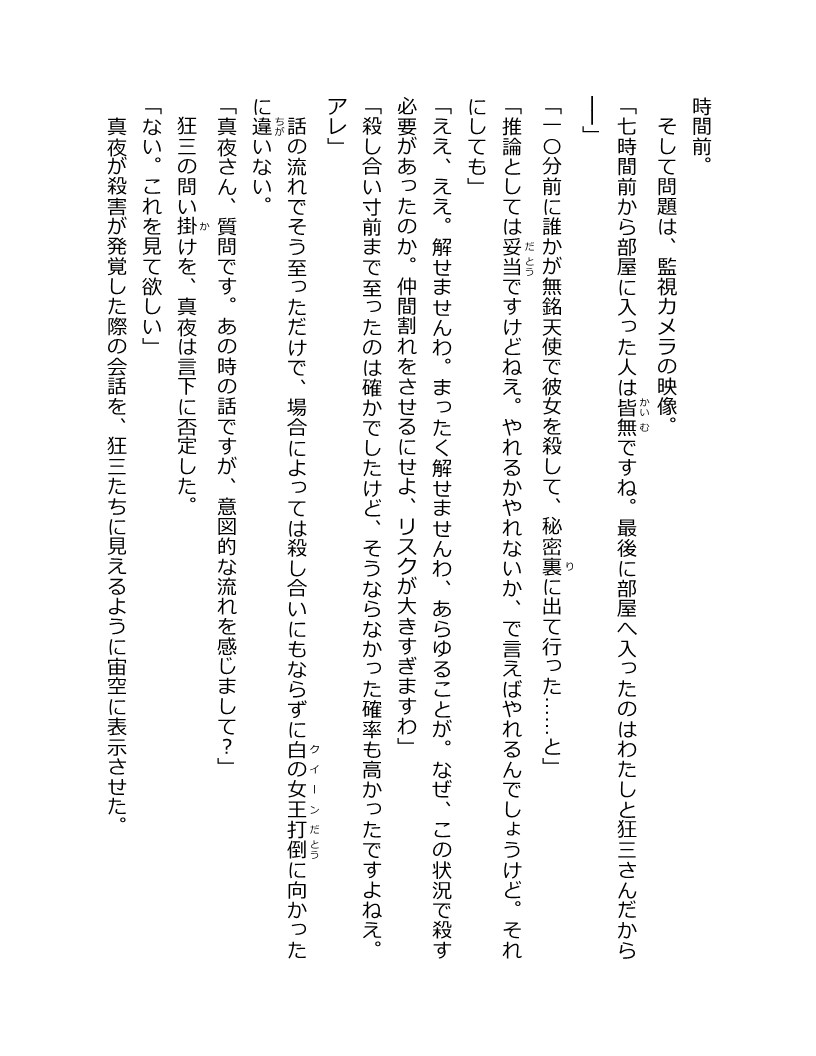 時間前。
そして問題は、監視カメラの映像。
「七時間前から部屋に入った人は皆無ですね。最後に部屋へ入ったのはわたしと狂三さんだから
――」
「一〇分前に誰かが無銘天使で彼女を殺して、秘密裏に出て行った……と」
「推論としては妥当ですけどねえ。やれるかやれないか、で言えばやれるんでしょうけど。それ
にしても」
「ええ、ええ。解せませんわ。まったく解せませんわ、あらゆることが。なぜ、この状況で殺す
必要があったのか。仲間割れをさせるにせよ、リスクが大きすぎますわ」
「殺し合い寸前まで至ったのは確かでしたけど、そうならなかった確率も高かったですよねえ。
アレ」
話の流れでそう至っただけで、場合によっては殺し合いにもならずに白の女王打倒に向かった
に違いない。
「真夜さん、質問です。あの時の話ですが、意図的な流れを感じまして？」
狂三の問い掛けを、真夜は言下に否定した。
「ない。これを見て欲しい」
真夜が殺害が発覚した際の会話を、狂三たちに見えるように宙空に表示させた。